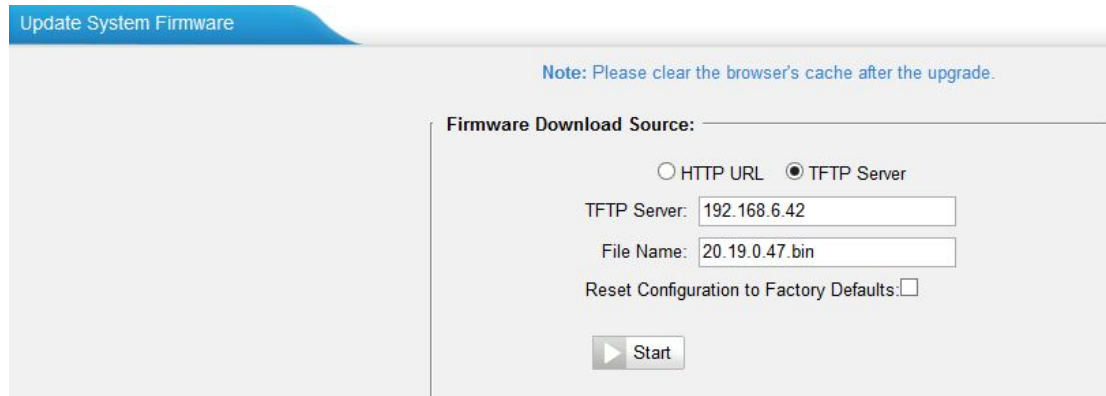 Update System Firmware
Note: Please clear the browser's cache after the upgrade.
Firmware Download Source:
HTTP URL TFTP Server
TFTP Server: 192.168.6.42
File Name: 20.19.0.47.bin
Reset Configuration to Factory Defaults:
Start